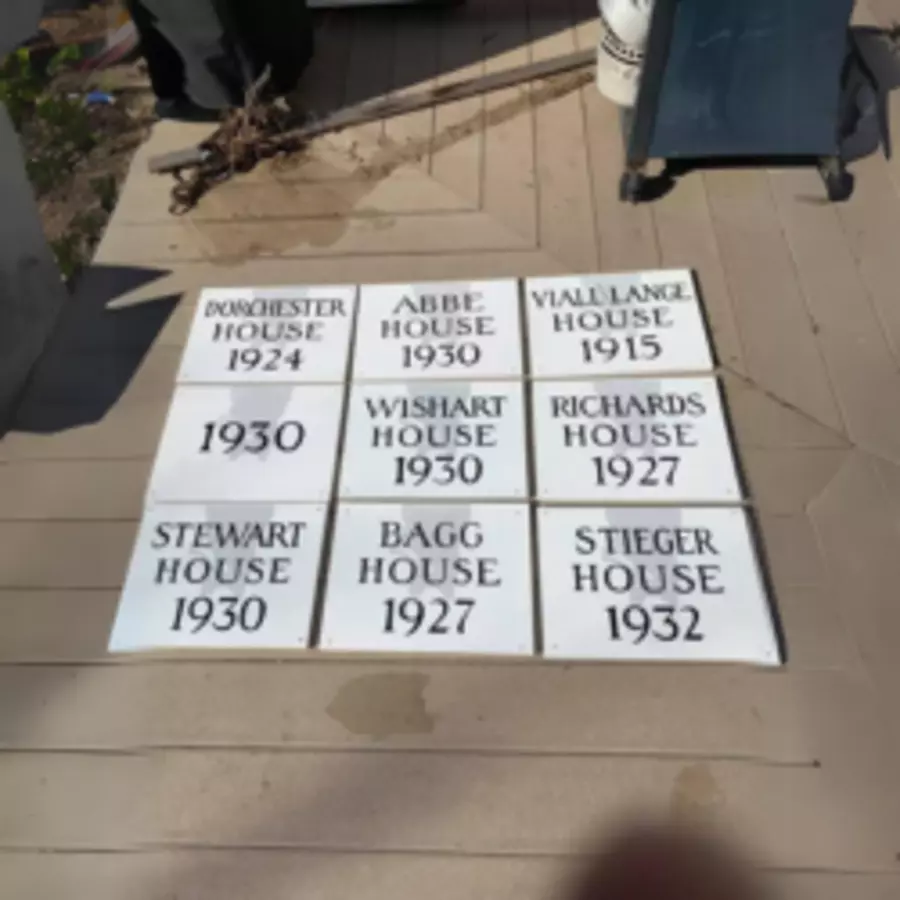 DORCHESTER
HOUSE
1924
ABBE
HOUSE
1930
VIALL LANGE
HOUSE
1915
1930
WISHART
HOUSE
1930
RICHARDS
HOUSE
1927
STEWART
HOUSE
1930
BAGG
HOUSE
1927
STIEGER
HOUSE
1932